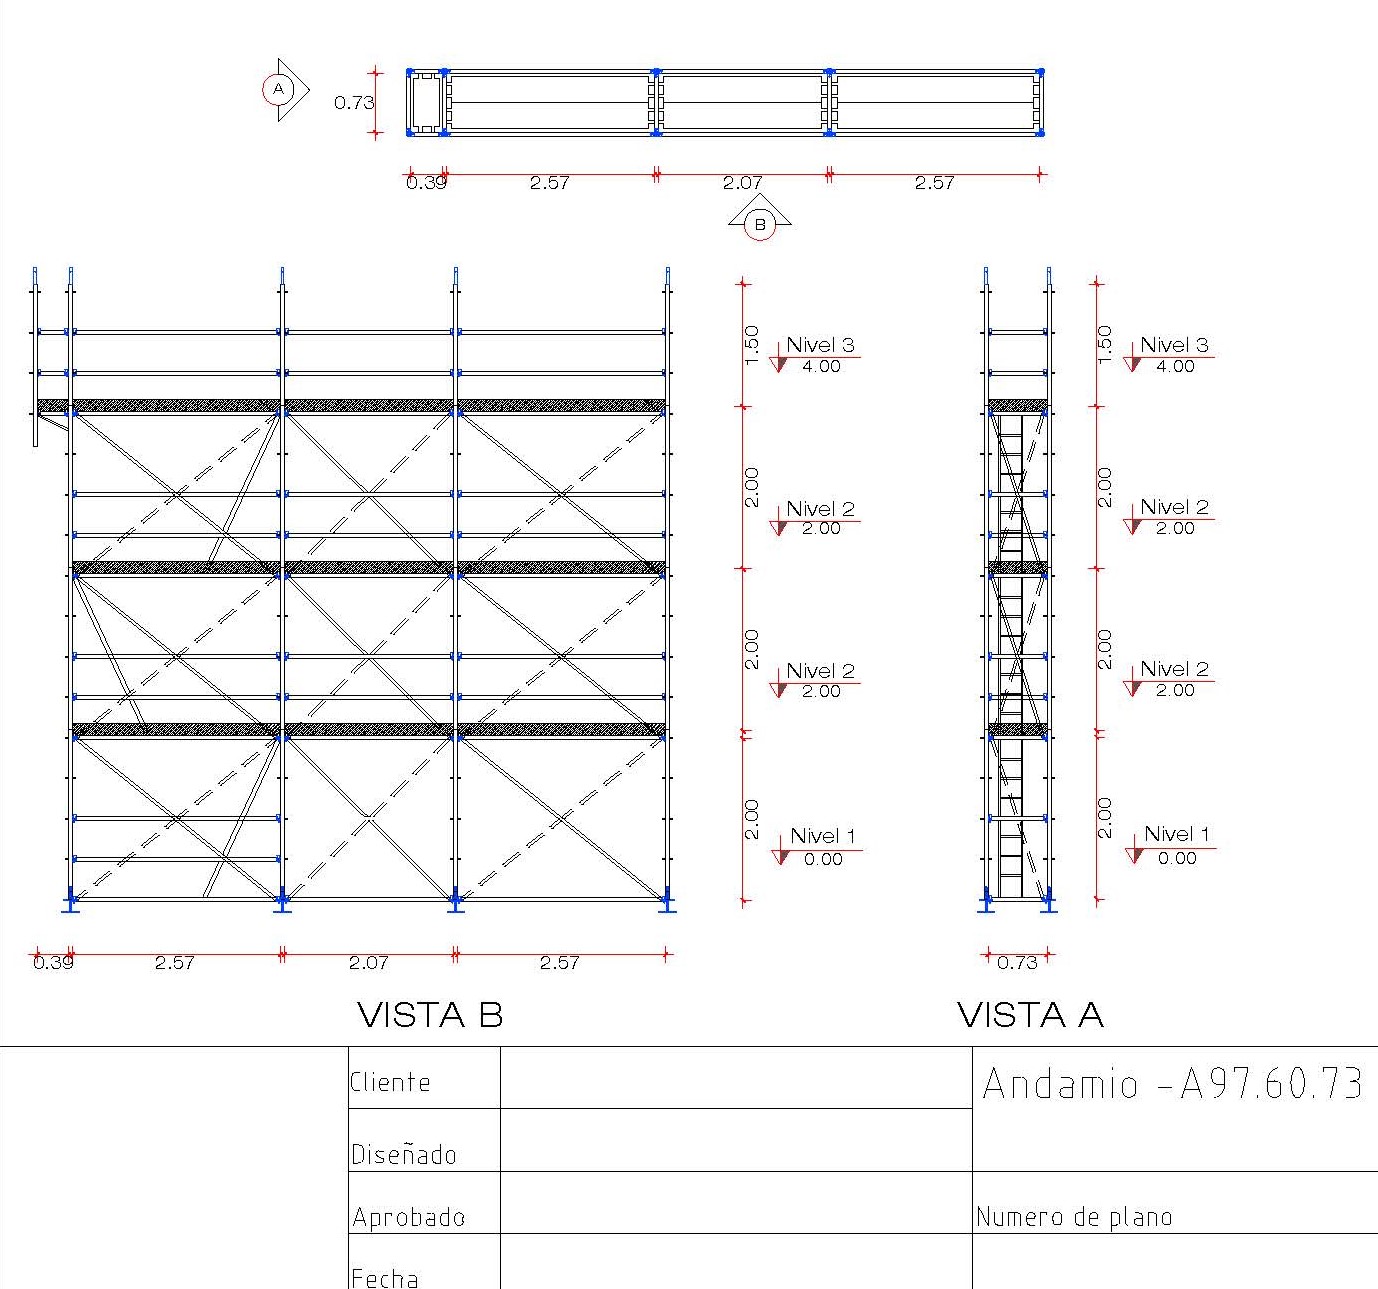 A
0.73
0.39 2.57 2.07 2.57
B
1.50
Nivel 3
4.00
2.00
Nivel 2
2.00
2.00
Nivel 2
2.00
2.00
Nivel 1
0.00
1.50
Nivel 3
4.00
2.00
Nivel 2
2.00
2.00
Nivel 2
2.00
2.00
Nivel 1
0.00
0.39 2.57 2.07 2.57
0.73
VISTA B
VISTA A
Cliente
Andamio -A97.60.73
Diseñado
Aprobado
Numero de plano
Fecha